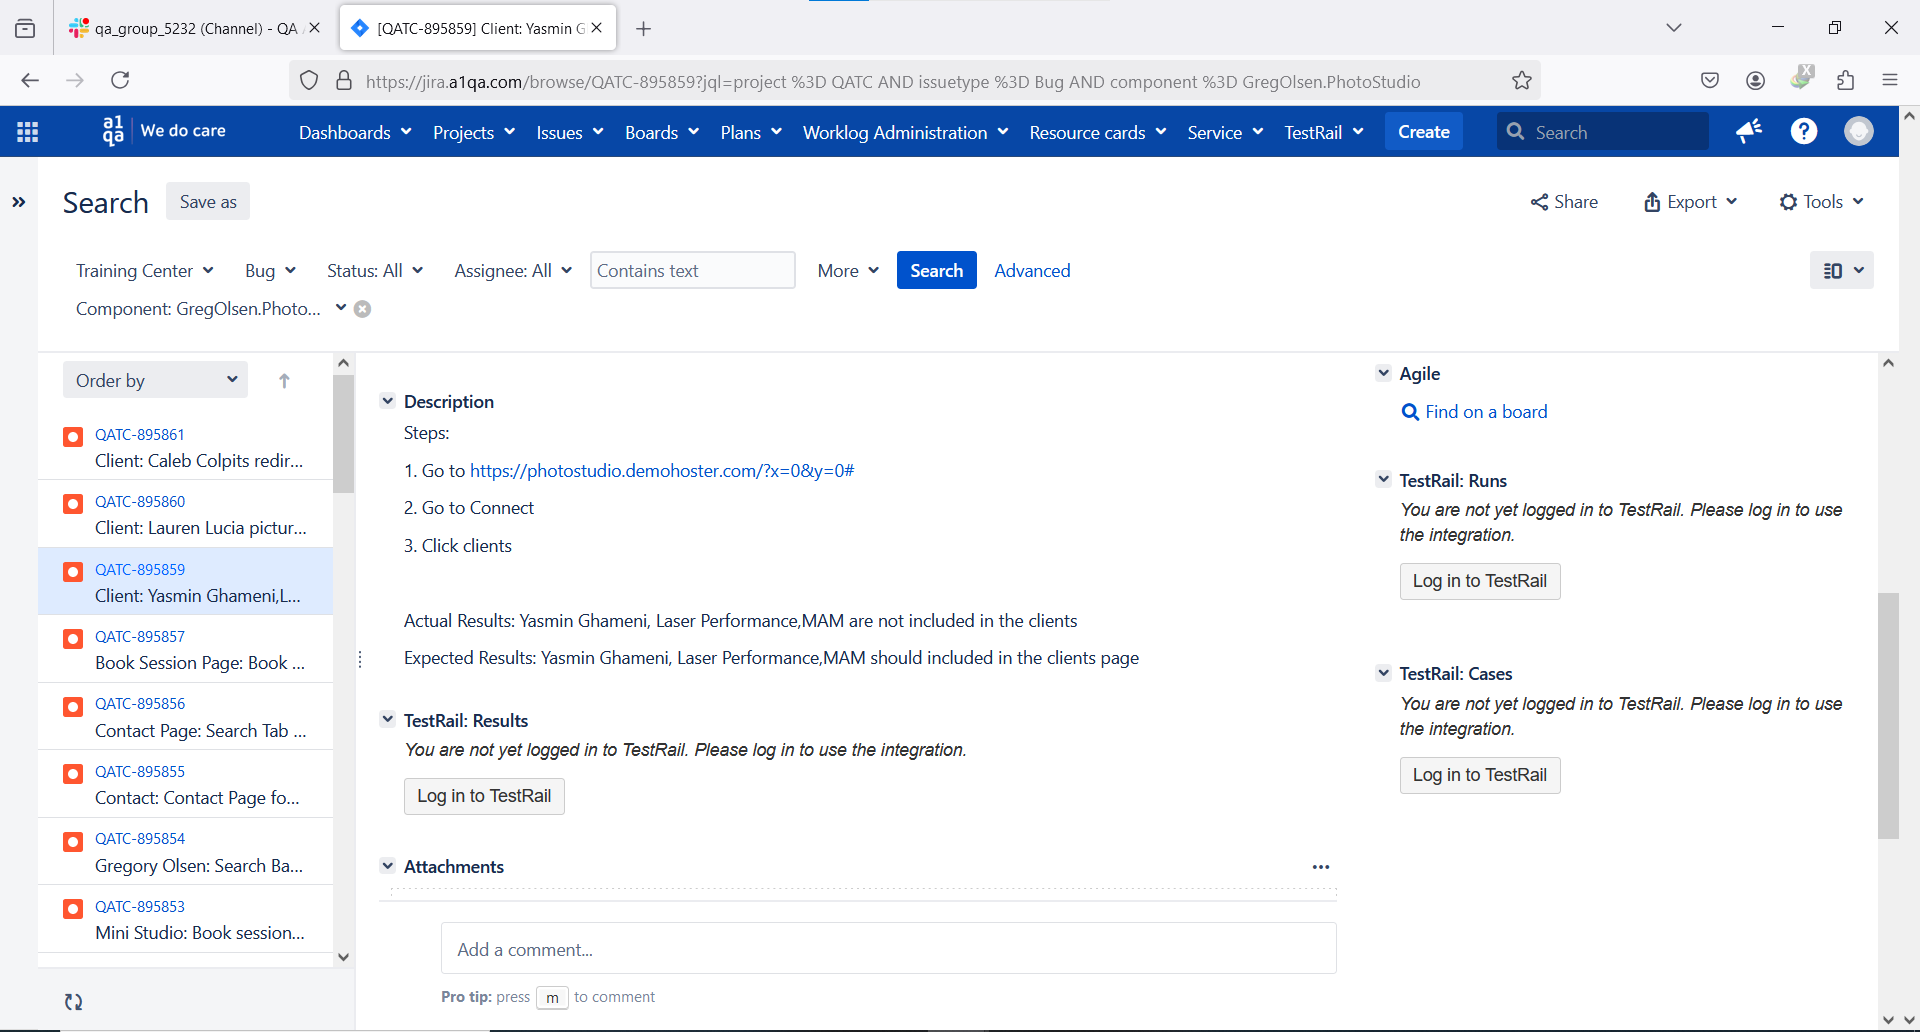 qa_group_5232 (Channel) - QA
[QATC-895859] Client: Yasmin G
https://jira.a1qa.com/browse/QATC-895859?jql=project %3D QATC AND issuetype %3D Bug AND component %3D GregOlsen.PhotoStudio
a1 qa We do care Dashboards Projects Issues Boards Plans Worklog Administration Resource cards Service TestRail Create Search
Search Save as Share Export Tools
Training Center Bug Status: All Assignee: All Contains text More Search Advanced
Component: GregOlsen.Photo...
Order by
QATC-895861
Client: Caleb Colpits redir...
QATC-895860
Client: Lauren Lucia pictur...
QATC-895859
Client: Yasmin Ghameni,L...
QATC-895857
Book Session Page: Book ...
QATC-895856
Contact Page: Search Tab ...
QATC-895855
Contact: Contact Page fo...
QATC-895854
Gregory Olsen: Search Ba...
QATC-895853
Mini Studio: Book session...
Description
Steps:
1. Go to https://photostudio.demohoster.com/?x=0&y=0#
2. Go to Connect
3. Click clients
Actual Results: Yasmin Ghameni, Laser Performance,MAM are not included in the clients
Expected Results: Yasmin Ghameni, Laser Performance,MAM should included in the clients page
TestRail: Results
You are not yet logged in to TestRail. Please log in to use the integration.
Log in to TestRail
Attachments
Add a comment...
Pro tip: press m to comment
Agile
Find on a board
TestRail: Runs
You are not yet logged in to TestRail. Please log in to use
the integration.
Log in to TestRail
TestRail: Cases
You are not yet logged in to TestRail. Please log in to use
the integration.
Log in to TestRail